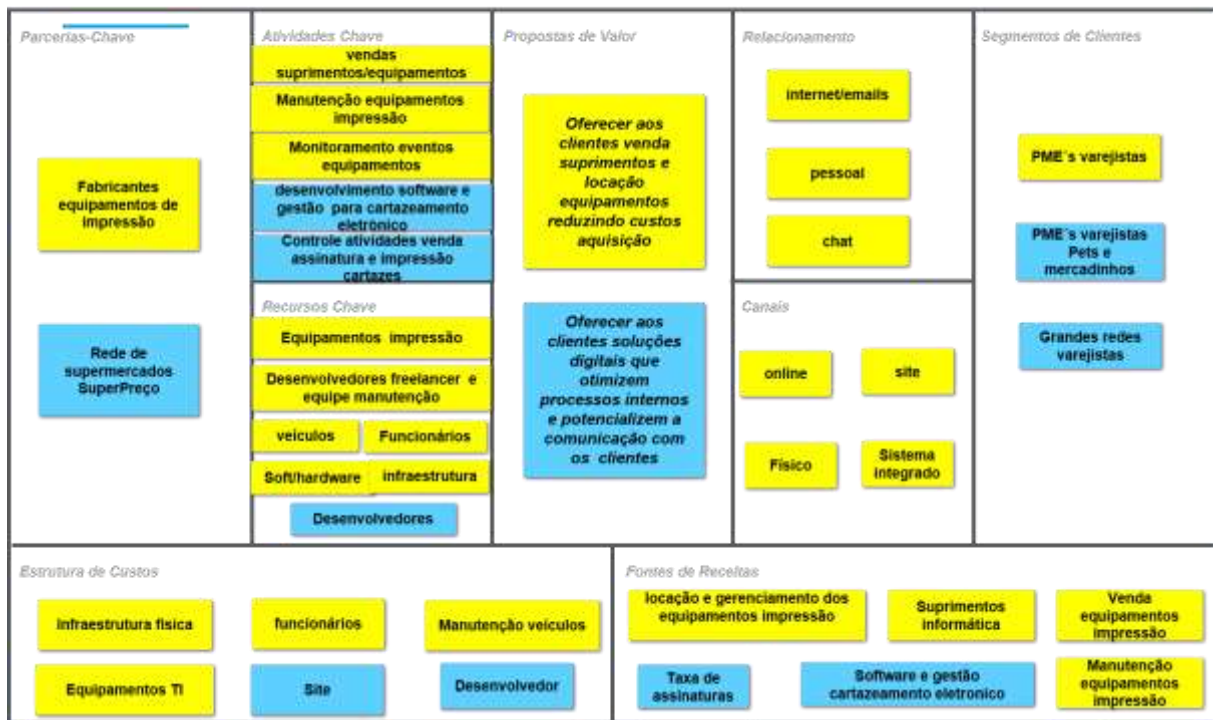 Parcerias-Chave
Fabricantes
equipamentos de
impressão
Rede de
supermercados
SuperPreço
Atividades Chave
vendas
suprimentos/equipamentos
Manutenção equipamentos
impressão
Monitoramento eventos
equipamentos
desenvolvimento software e
gestão para cartazeamento
eletrônico
Controle atividades venda
assinatura e impressão
cartazes
Recursos Chave
Equipamentos impressão
Desenvolvedores freelancer e
equipe manutenção
veículos
Funcionários
Soft/hardware
infraestrutura
Desenvolvedores
Propostas de Valor
Oferecer aos
clientes venda
suprimentos e
locação
equipamentos
reduzindo custos
aquisição
Oferecer aos
clientes soluções
digitais que
otimizem
processos internos
e potencializem a
comunicação com
os clientes
Relacionamento
internet/emails
pessoal
chat
Canais
online
site
Físico
Sistema
integrado
Segmentos de Clientes
PME´s varejistas
PME´s varejistas
Pets e
mercadinhos
Grandes redes
varejistas
Estrutura de Custos
Infraestrutura física
funcionários
Manutenção veículos
Equipamentos TI
Site
Desenvolvedor
Fontes de Receitas
locação e gerenciamento dos
equipamentos impressão
Suprimentos
informática
Venda
equipamentos
impressão
Taxa de
assinaturas
Software e gestão
cartazeamento eletronico
Manutenção
equipamentos
impressão